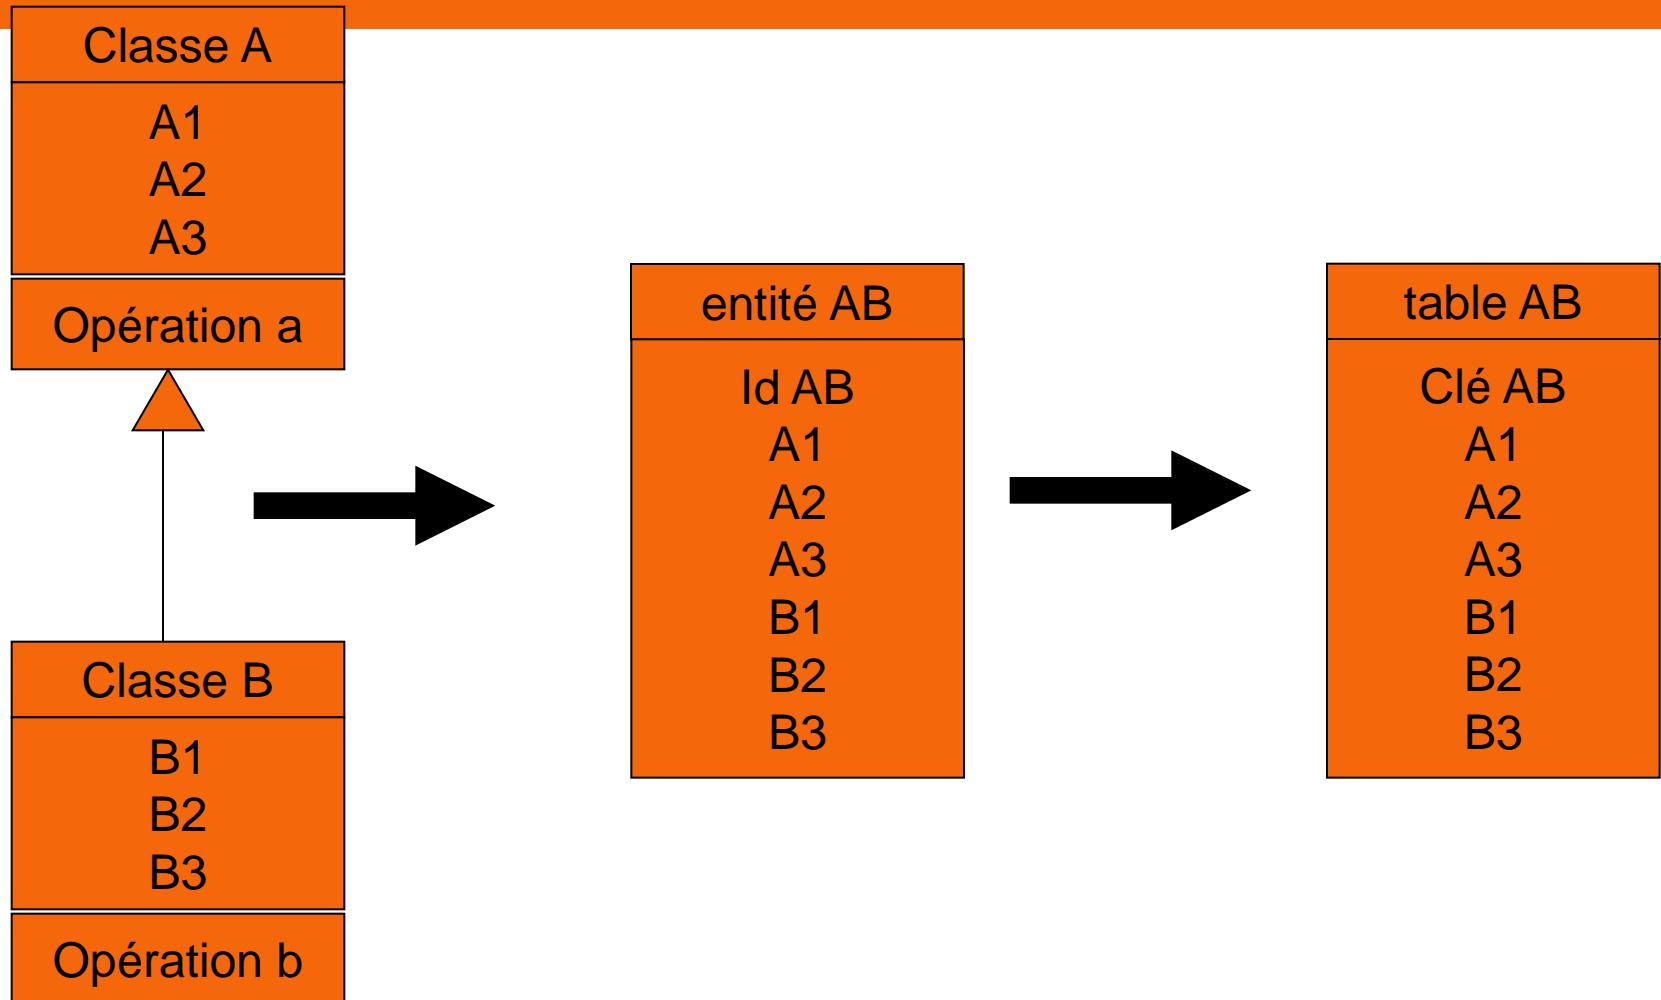 Classe A
A1
A2
A3
Opération a
Classe B
B1
B2
B3
Opération b
entité AB
Id AB
A1
A2
A3
B1
B2
B3
table AB
Clé AB
A1
A2
A3
B1
B2
B3